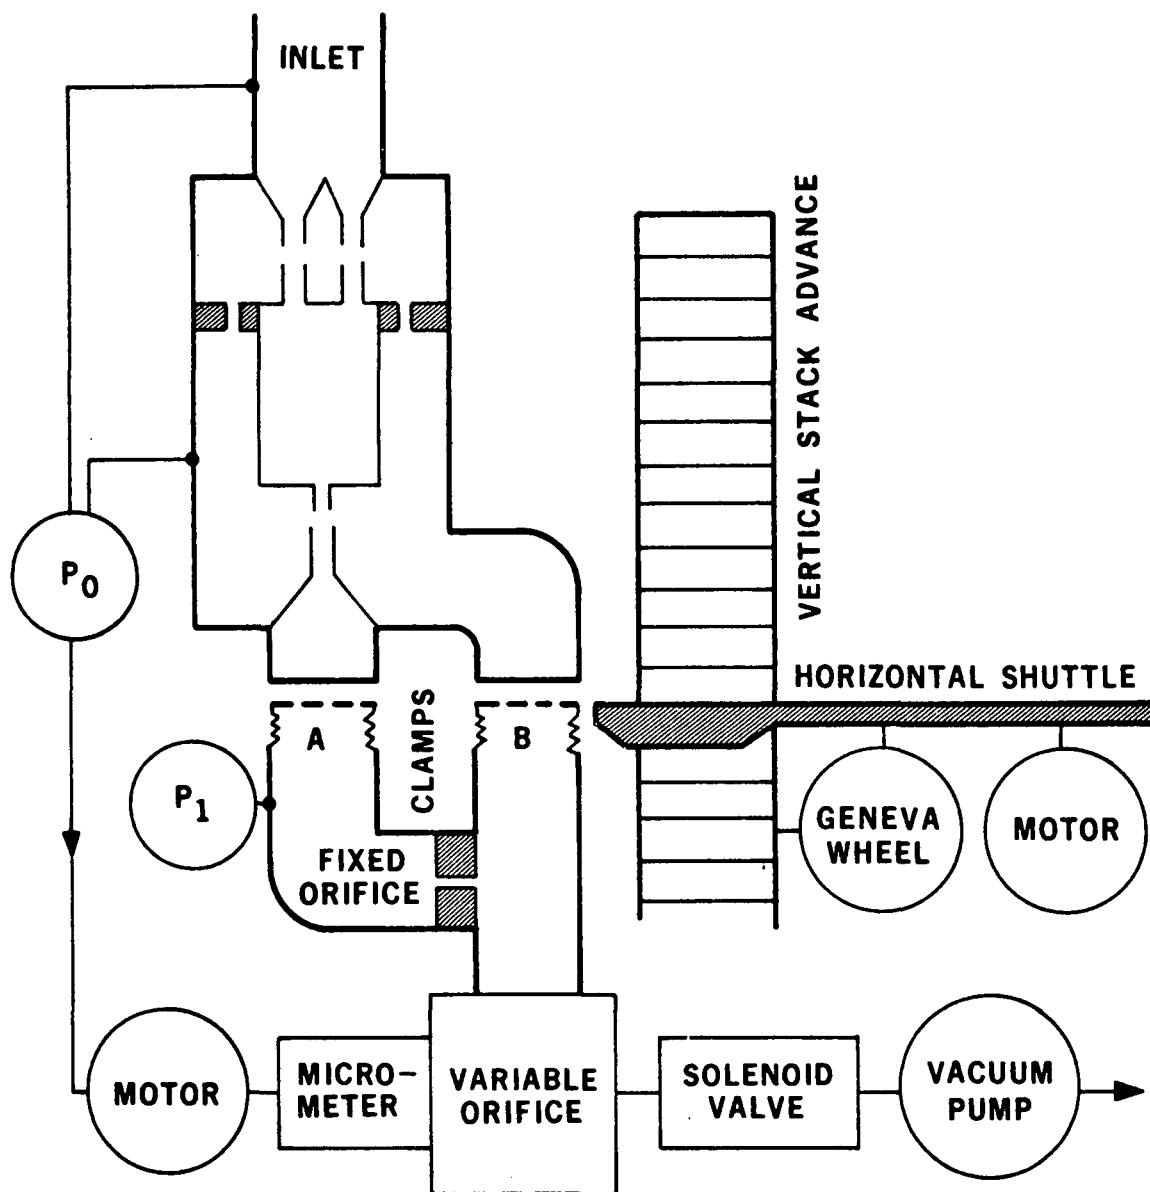 INLET
VERTICAL STACK ADVANCE
P0
HORIZONTAL SHUTTLE
A
CLAMPS
B
P1
GENEVA
WHEEL
MOTOR
FIXED
ORIFICE
MOTOR
MICRO-
METER
VARIABLE
ORIFICE
SOLENOID
VALVE
VACUUM
PUMP